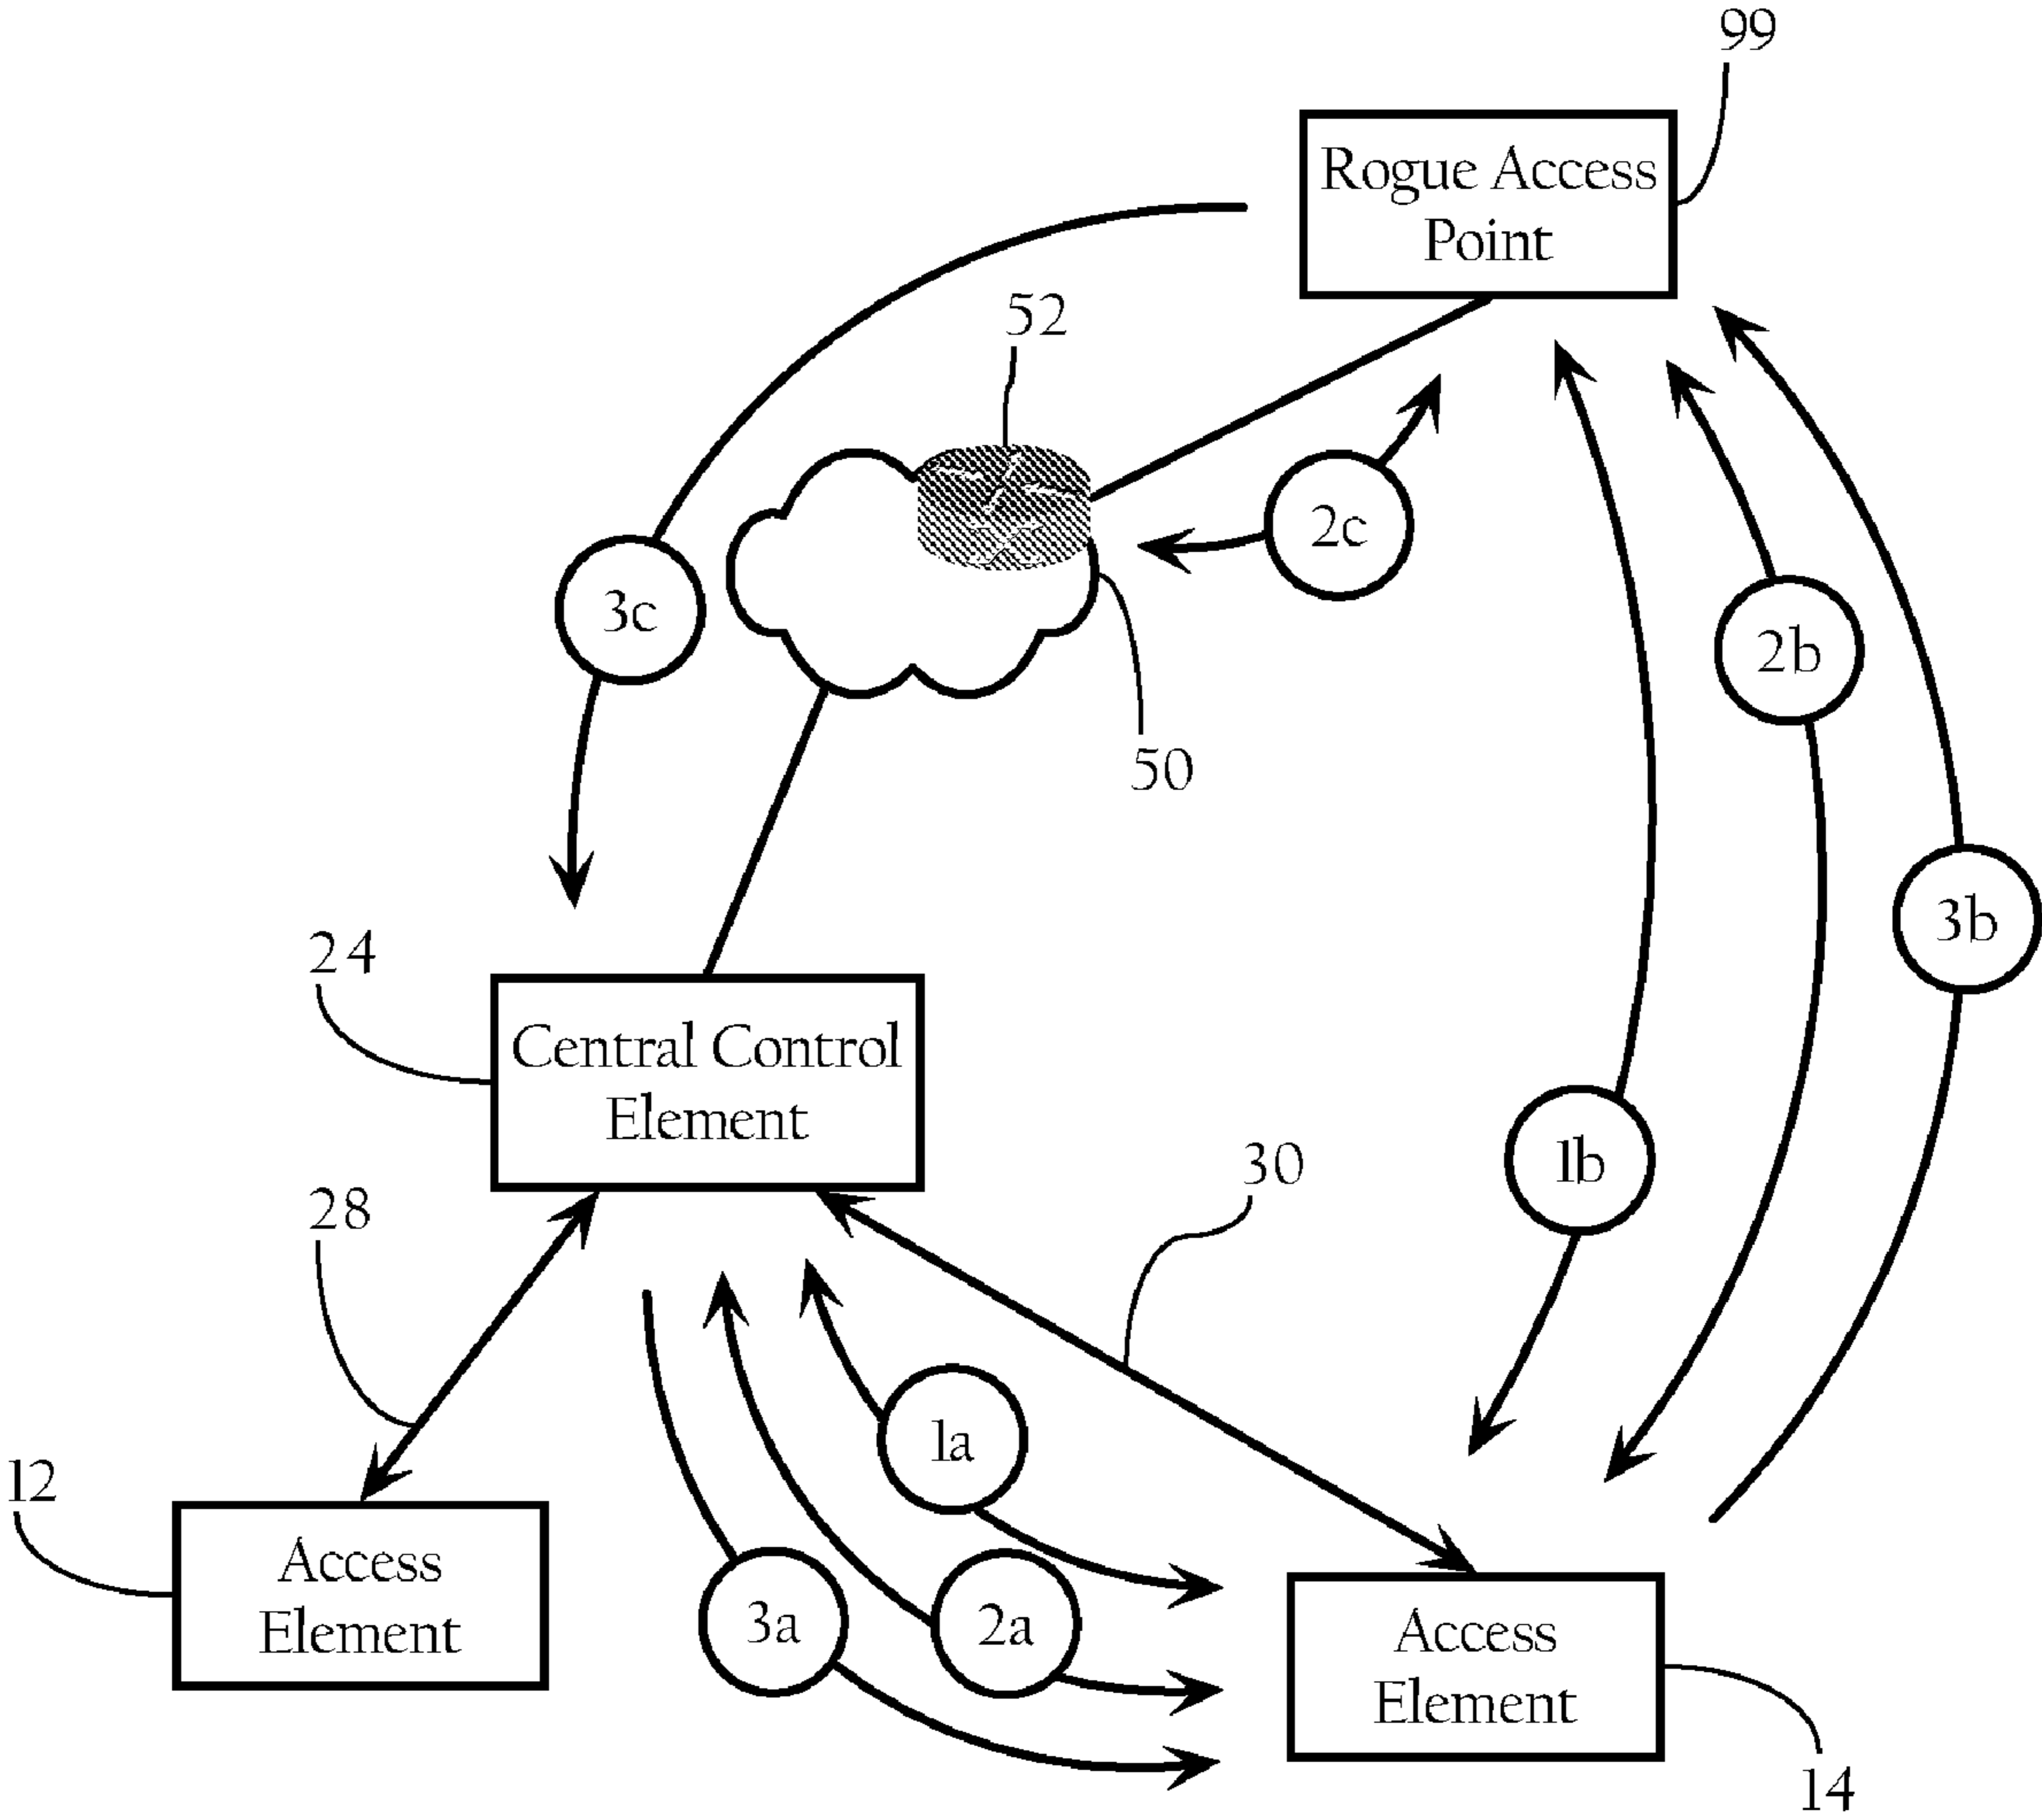 99
Rogue Access
Point
52
2c
3c
2b
50
3b
24
Central Control
Element
30
1b
28
1a
12
Access
Element
3a
2a
Access
Element
14